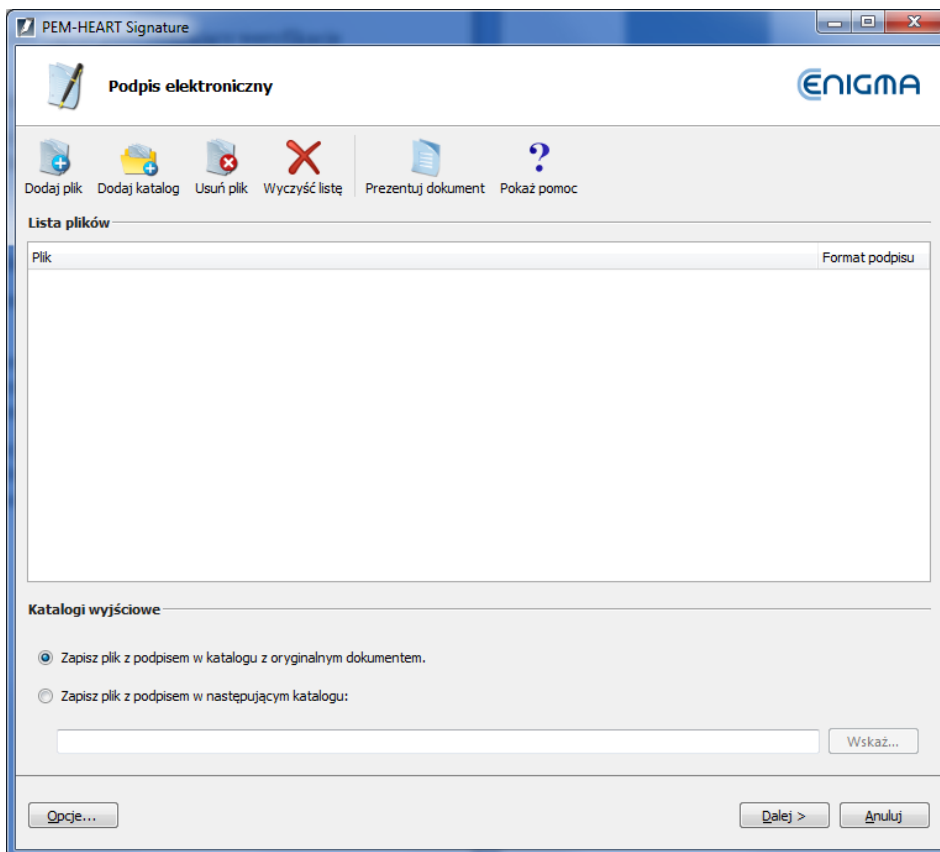 PEM-HEART Signature
Podpis elektroniczny
ENIGMA
Dodaj plik Dodaj katalog Usuń plik Wyczyść listę Prezentuj dokument Pokaż pomoc
Lista plików
Plik Format podpisu
Katalogi wyjściowe
Zapisz plik z podpisem w katalogu z oryginalnym dokumentem.
Zapisz plik z podpisem w następującym katalogu:
Wskaż...
Opcje... Dalej > Anuluj